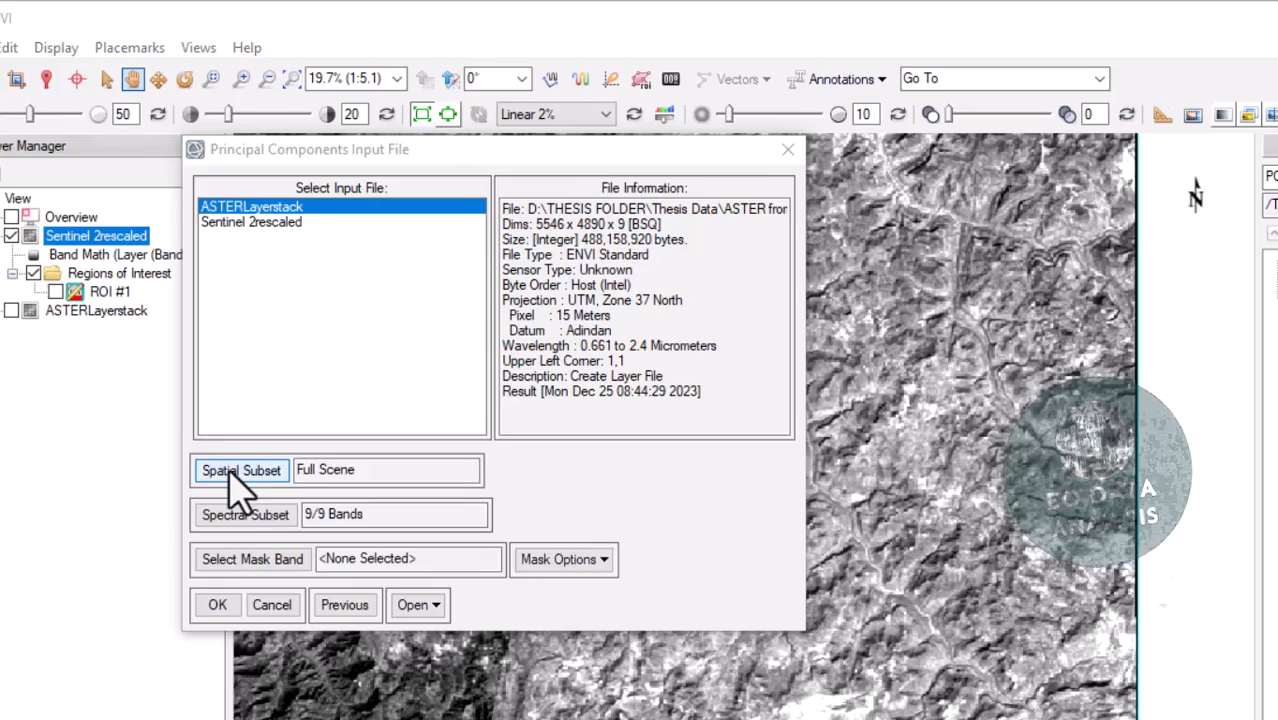 VI
dit Display Placemarks Views Help
19.7% (1:5.1) 0° Vectors Annotations Go To
50 20 Linear 2% 10 0
er Manager
Principal Components Input File
View
Overview
Sentinel 2rescaled
Band Math (Layer (Band
Regions of Interest
ROI #1
ASTERLayerstack
Select Input File:
ASTERLayerstack
Sentinel 2rescaled
File Information:
File: D:\THESIS FOLDER\Thesis Data\ASTER fror
Dims: 5546 x 4890 x 9 [BSQ]
Size: [Integer] 488,158,920 bytes.
File Type : ENVI Standard
Sensor Type: Unknown
Byte Order : Host (Intel)
Projection : UTM, Zone 37 North
Pixel : 15 Meters
Datum : Adindan
Wavelength : 0.661 to 2.4 Micrometers
Upper Left Corner: 1,1
Description: Create Layer File
Result [Mon Dec 25 08:44:29 2023]
Spatial Subset Full Scene
Spectral Subset 9/9 Bands
Select Mask Band <None Selected> Mask Options
OK Cancel Previous Open
N
PC
/T
EO DATA